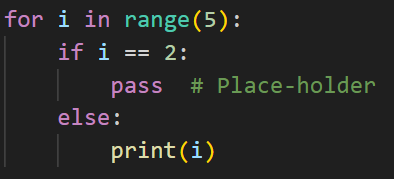 for i in range(5):
    if i == 2:
        pass  # Place-holder
    else:
        print(i)